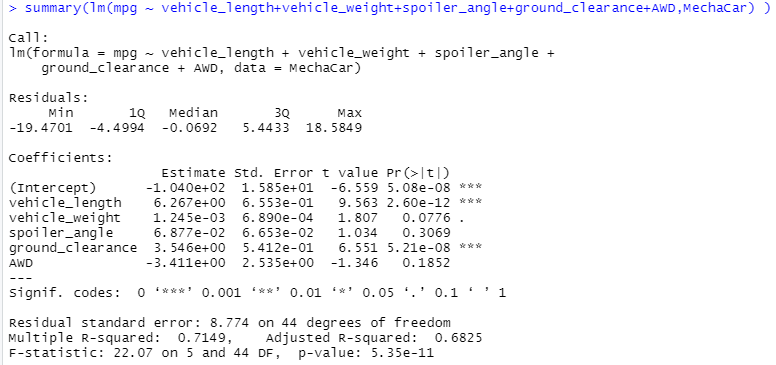 > summary(lm(mpg ~ vehicle_length+vehicle_weight+spoiler_angle+ground_clearance+AWD,MechaCar) )
Call:
lm(formula = mpg ~ vehicle_length + vehicle_weight + spoiler_angle +
    ground_clearance + AWD, data = MechaCar)
Residuals:
     Min       1Q   Median       3Q      Max
-19.4701  -4.4994  -0.0692   5.4433  18.5849
Coefficients:
                   Estimate Std. Error t value Pr(>|t|)
(Intercept)      -1.040e+02  1.585e+01  -6.559 5.08e-08 ***
vehicle_length    6.267e+00  6.553e-01   9.563 2.60e-12 ***
vehicle_weight    1.245e-03  6.890e-04   1.807   0.0776 .
spoiler_angle     6.877e-02  6.653e-02   1.034   0.3069
ground_clearance  3.546e+00  5.412e-01   6.551 5.21e-08 ***
AWD              -3.411e+00  2.535e+00  -1.346   0.1852
---
Signif. codes:  0 ‘***’ 0.001 ‘**’ 0.01 ‘*’ 0.05 ‘.’ 0.1 ‘ ’ 1
Residual standard error: 8.774 on 44 degrees of freedom
Multiple R-squared:  0.7149,    Adjusted R-squared:  0.6825
F-statistic: 22.07 on 5 and 44 DF,  p-value: 5.35e-11